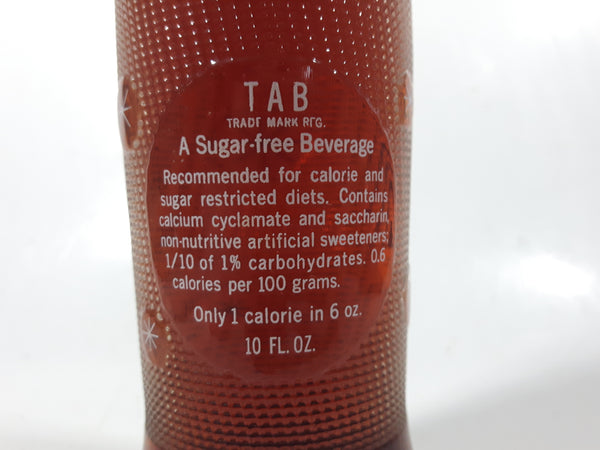 TAB
TRADE MARK REG.
A Sugar-free Beverage
Recommended for calorie and
sugar restricted diets. Contains
calcium cyclamate and saccharin,
non-nutritive artificial sweeteners;
1/10 of 1% carbohydrates. 0.6
calories per 100 grams.
Only 1 calorie in 6 oz.
10 FL. OZ.